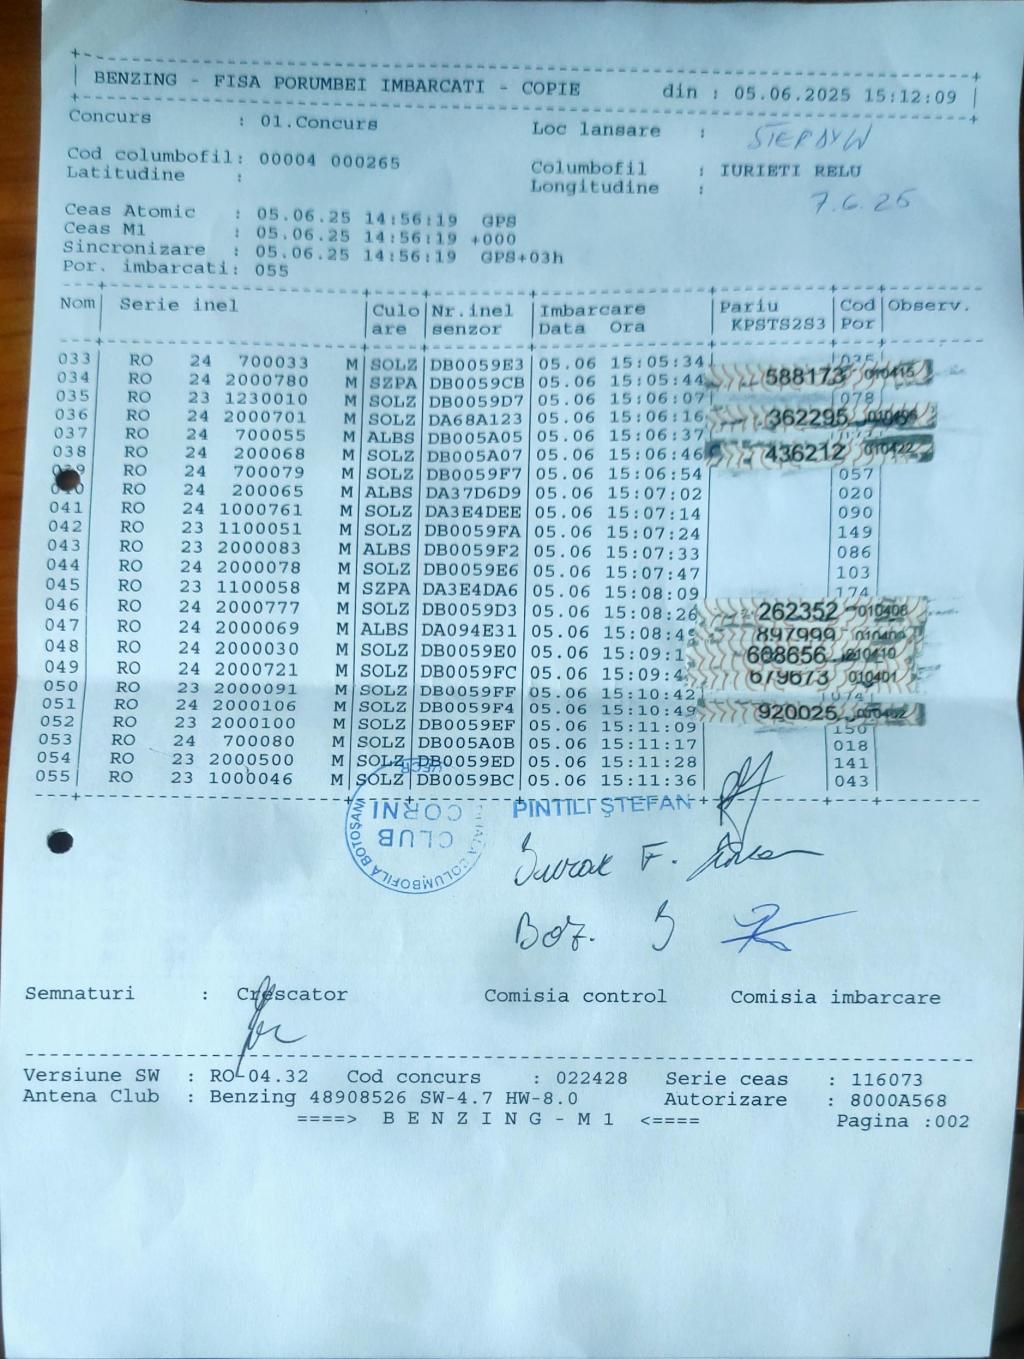 BENZING - FISA PORUMBEI IMBARCATI - COPIE din : 05.06.2025 15:12:09
Concurs : 01.Concurs Loc lansare :
Cod columbofil: 00004 000265 Columbofil : IURIETI RELU
Latitudine : Longitudine :
7.6.25
Ceas Atomic : 05.06.25 14:56:19 GPS
Ceas M1 : 05.06.25 14:56:19 +000
Sincronizare : 05.06.25 14:56:19 GPS+03h
Por. imbarcati: 055
Nom Serie inel Culo Nr.inel Imbarcare Pariu Cod Observ.
are senzor Data Ora KPSTS2S3 Por
033 RO 24 700033 M SOLZ DB0059E3 05.06 15:05:34
034 RO 24 2000780 M SZPA DB0059CB 05.06 15:05:44 588173 010415
035 RO 23 1230010 M SOLZ DB0059D7 05.06 15:06:07 078
036 RO 24 2000701 M SOLZ DA68A123 05.06 15:06:16 362295
037 RO 24 700055 M ALBS DB005A05 05.06 15:06:37
038 RO 24 200068 M SOLZ DB005A07 05.06 15:06:46 436212 010422
RO 24 700079 M SOLZ DB0059F7 05.06 15:06:54 057
RO 24 200065 M ALBS DA37D6D9 05.06 15:07:02 020
041 RO 24 1000761 M SOLZ DA3E4DEE 05.06 15:07:14 090
042 RO 23 1100051 M SOLZ DB0059FA 05.06 15:07:24 149
043 RO 23 2000083 M ALBS DB0059F2 05.06 15:07:33 086
044 RO 24 2000078 M SOLZ DB0059E6 05.06 15:07:47 103
045 RO 23 1100058 M SZPA DA3E4DA6 05.06 15:08:09 174
046 RO 24 2000777 M SOLZ DB0059D3 05.06 15:08:26 262352 010408
047 RO 24 2000069 M ALBS DA094E31 05.06 897999
048 RO 24 2000030 M SOLZ DB0059E0 05.06 608656 010410
049 RO 24 2000721 M SOLZ DB0059FC 05.06 679673 010401
050 RO 23 2000091 M SOLZ DB0059FF 05.06 15:10:42
051 RO 24 2000106 M SOLZ DB0059F4 05.06 15:10:49 920025 010402
052 RO 23 2000100 M SOLZ DB0059EF 05.06 15:11:09 150
053 RO 24 700080 M SOLZ DB005A0B 05.06 15:11:17 018
054 RO 23 2000500 M SOLZ DB0059ED 05.06 15:11:28 141
055 RO 23 1000046 M SOLZ DB0059BC 05.06 15:11:36 043
PINTILI ŞTEFAN
CORNI
CLUB
COLUMBOFILA BOTOŞANI
Boz.
Semnaturi : Crescator Comisia control Comisia imbarcare
Versiune SW : RO-04.32 Cod concurs : 022428 Serie ceas : 116073
Antena Club : Benzing 48908526 SW-4.7 HW-8.0 Autorizare : 8000A568
====> B E N Z I N G - M 1 <==== Pagina :002